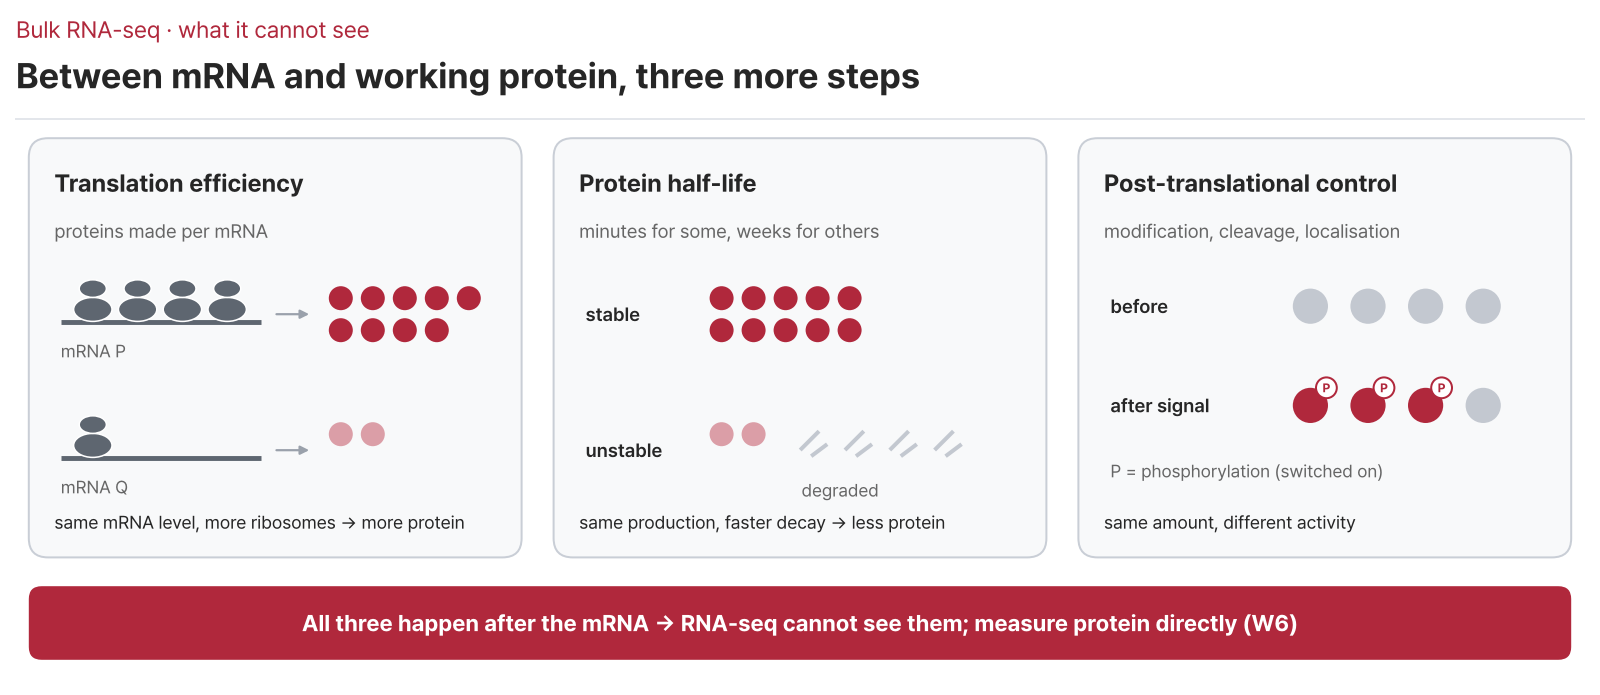 Bulk RNA-seq · what it cannot see
Between mRNA and working protein, three more steps
Translation efficiency
proteins made per mRNA
mRNA P
mRNA Q
same mRNA level, more ribosomes → more protein
Protein half-life
minutes for some, weeks for others
stable
unstable
degraded
same production, faster decay → less protein
Post-translational control
modification, cleavage, localisation
before
P P P
after signal
P = phosphorylation (switched on)
same amount, different activity
All three happen after the mRNA → RNA-seq cannot see them; measure protein directly (W6)